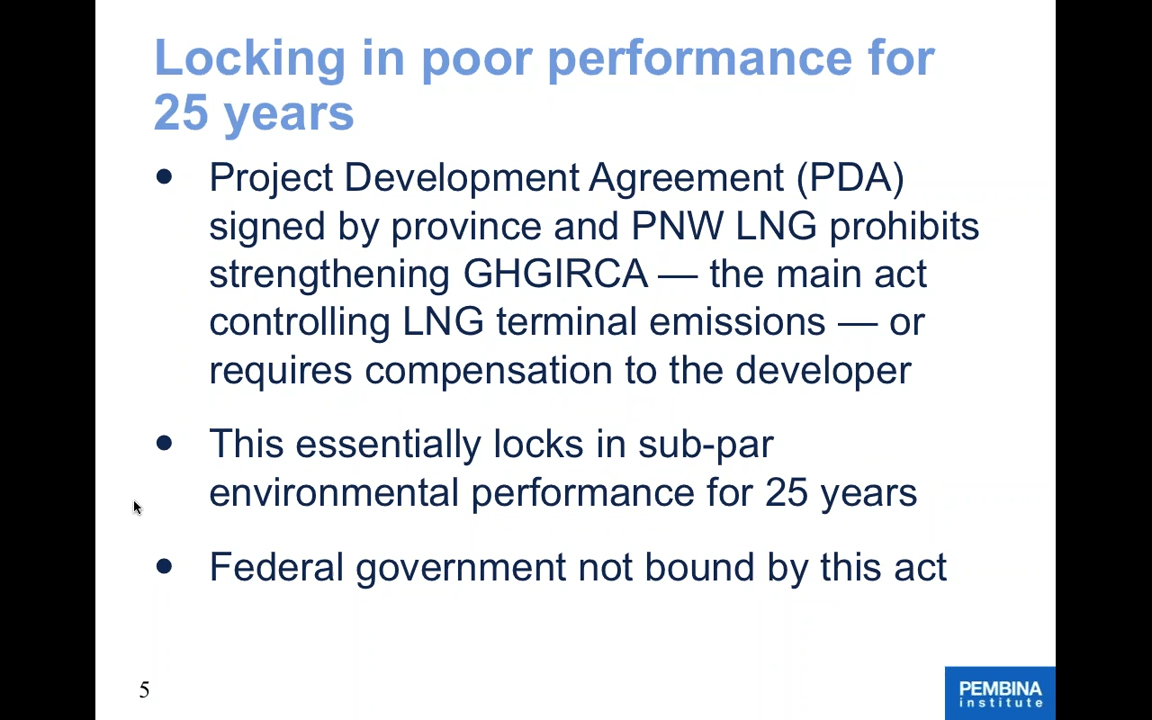 Locking in poor performance for
25 years
• Project Development Agreement (PDA)
signed by province and PNW LNG prohibits
strengthening GHGIRCA — the main act
controlling LNG terminal emissions — or
requires compensation to the developer
• This essentially locks in sub-par
environmental performance for 25 years
• Federal government not bound by this act
5
PEMBINA
institute